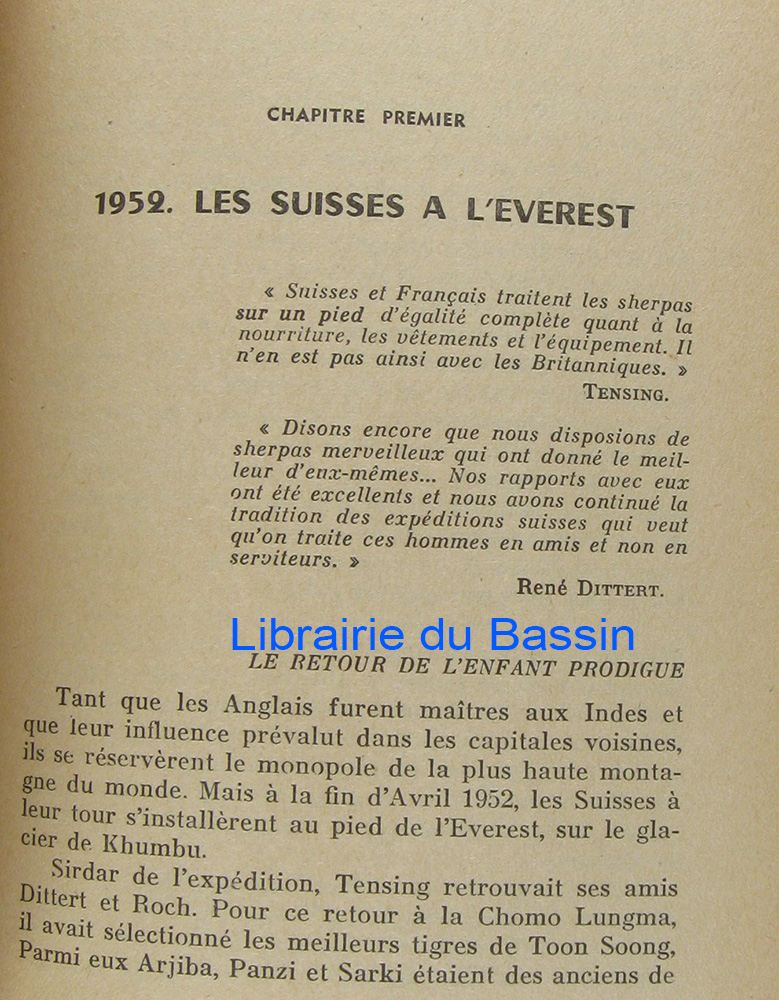 CHAPITRE PREMIER
1952. LES SUISSES A L'EVEREST
« Suisses et Français traitent les sherpas
sur un pied d'égalité complète quant à la
nourriture, les vêtements et l'équipement. Il
n'en est pas ainsi avec les Britanniques. »
TENSING.
« Disons encore que nous disposions de
sherpas merveilleux qui ont donné le meil-
leur d'eux-mêmes... Nos rapports avec eux
ont été excellents et nous avons continué la
tradition des expéditions suisses qui veut
qu'on traite ces hommes en amis et non en
serviteurs. »
René DITTERT.
Librairie du Bassin
LE RETOUR DE L'ENFANT PRODIGUE
Tant que les Anglais furent maîtres aux Indes et
que leur influence prévalut dans les capitales voisines,
ils se réservèrent le monopole de la plus haute monta-
gne du monde. Mais à la fin d'Avril 1952, les Suisses à
leur tour s'installèrent au pied de l'Everest, sur le gla-
cier de Khumbu.
Sirdar de l'expédition, Tensing retrouvait ses amis
Dittert et Roch. Pour ce retour à la Chomo Lungma,
il avait sélectionné les meilleurs tigres de Toon Soong,
Parmi eux Arjiba, Panzi et Sarki étaient des anciens de